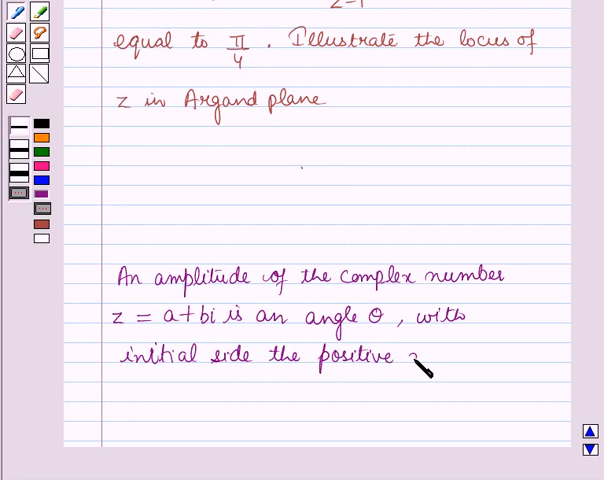 z-1
equal to π/4 . Illustrate the locus of
z in Argand plane
An amplitude of the complex number
z = a+bi is an angle θ, with
initial side the positive